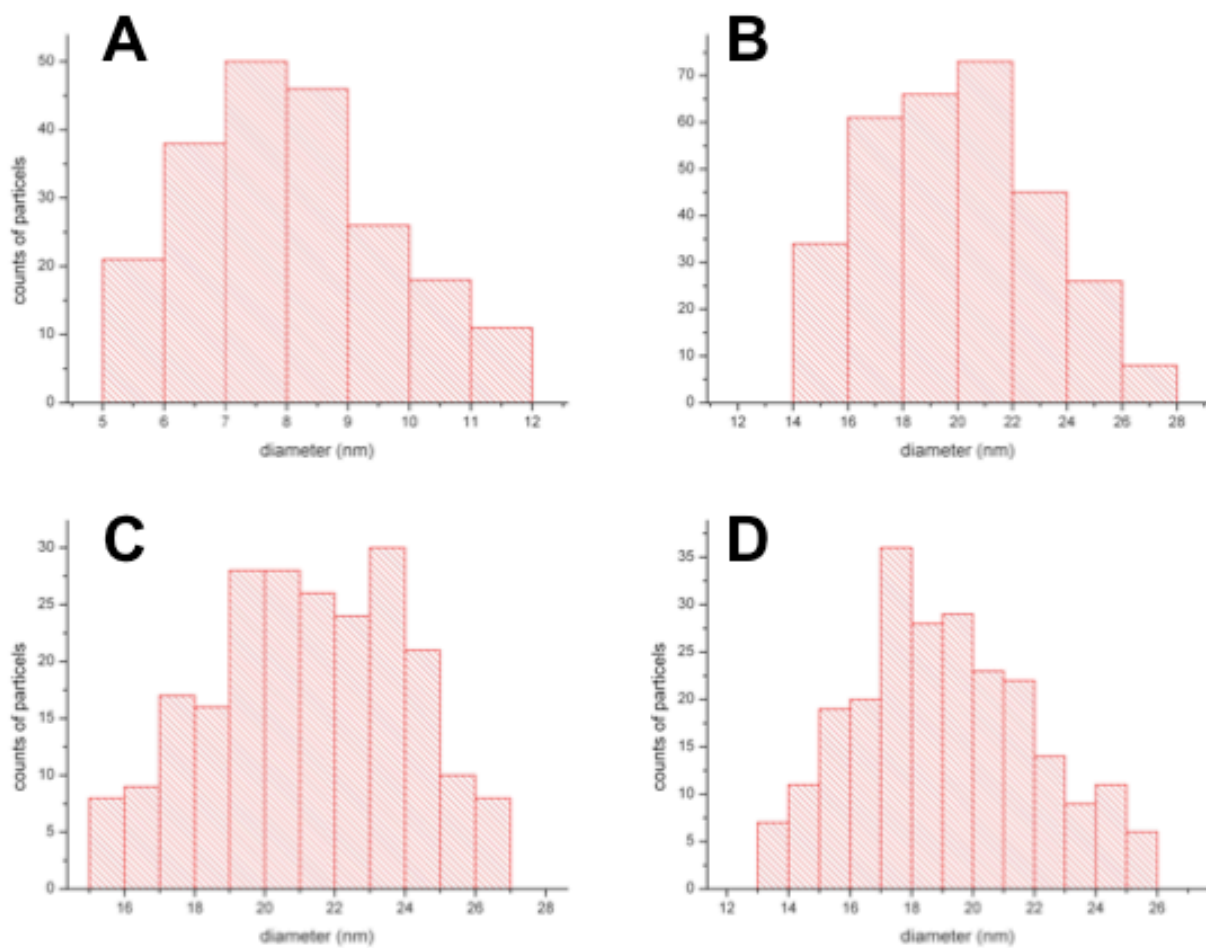 A
50
40
30
20
10
0
counts of particels
5 6 7 8 9 10 11 12
diameter (nm)
B
70
60
50
40
30
20
10
0
counts of particels
12 14 16 18 20 22 24 26 28
diameter (nm)
C
30
25
20
15
10
5
0
counts of particels
16 18 20 22 24 26 28
diameter (nm)
D
35
30
25
20
15
10
5
0
counts of particels
12 14 16 18 20 22 24 26
diameter (nm)